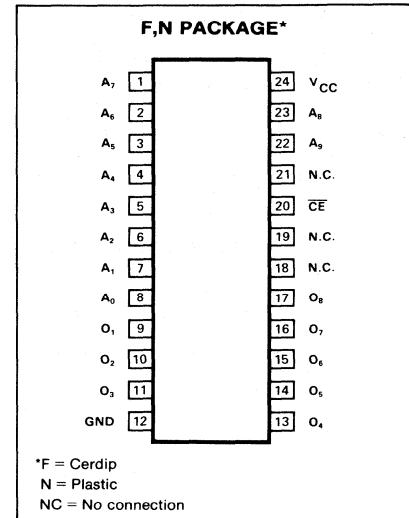 F,N PACKAGE*
A₇ 1 24 V_CC
A₆ 2 23 A₈
A₅ 3 22 A₉
A₄ 4 21 N.C.
A₃ 5 20 C̅E̅
A₂ 6 19 N.C.
A₁ 7 18 N.C.
A₀ 8 17 O₈
O₁ 9 16 O₇
O₂ 10 15 O₆
O₃ 11 14 O₅
GND 12 13 O₄
*F = Cerdip
N = Plastic
NC = No connection